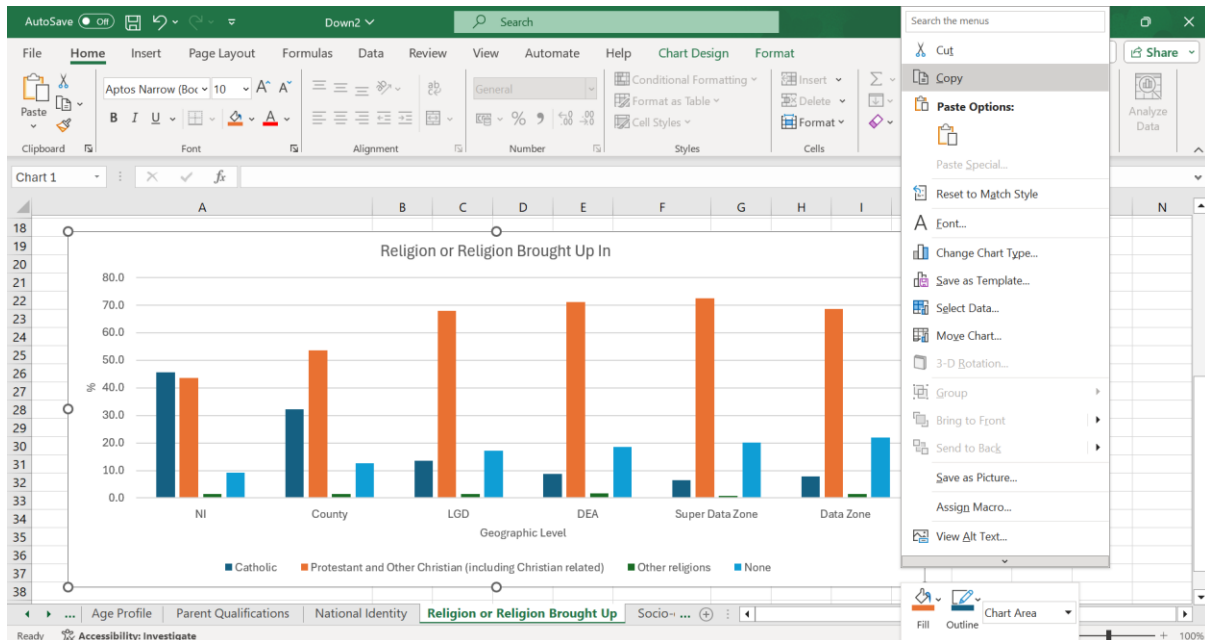 AutoSave Off Down2 Search
File Home Insert Page Layout Formulas Data Review View Automate Help Chart Design Format Share
Paste
Aptos Narrow (Boc 10 A A
B I U A
ab
General
% 9
Conditional Formatting
Format as Table
Cell Styles
Insert
Delete
Format
Σ
Analyze
Data
Clipboard Font Alignment Number Styles Cells
Chart 1 fx
A B C D E F G H I N
18
19
20
21
22
23
24
25
26
27
28
29
30
31
32
33
34
35
36
37
38
Religion or Religion Brought Up In
80.0
70.0
60.0
50.0
40.0
30.0
20.0
10.0
0.0
%
NI County LGD DEA Super Data Zone Data Zone
Geographic Level
Catholic Protestant and Other Christian (including Christian related) Other religions None
Search the menus
Cut
Copy
Paste Options:
Paste Special...
Reset to Match Style
A Font...
Change Chart Type...
Save as Template...
Select Data...
Move Chart...
3-D Rotation...
Group
Bring to Front
Send to Back
Save as Picture...
Assign Macro...
View Alt Text...
Fill Outline Chart Area
... Age Profile Parent Qualifications National Identity Religion or Religion Brought Up Socio- ...
Ready Accessibility: Investigate 100%